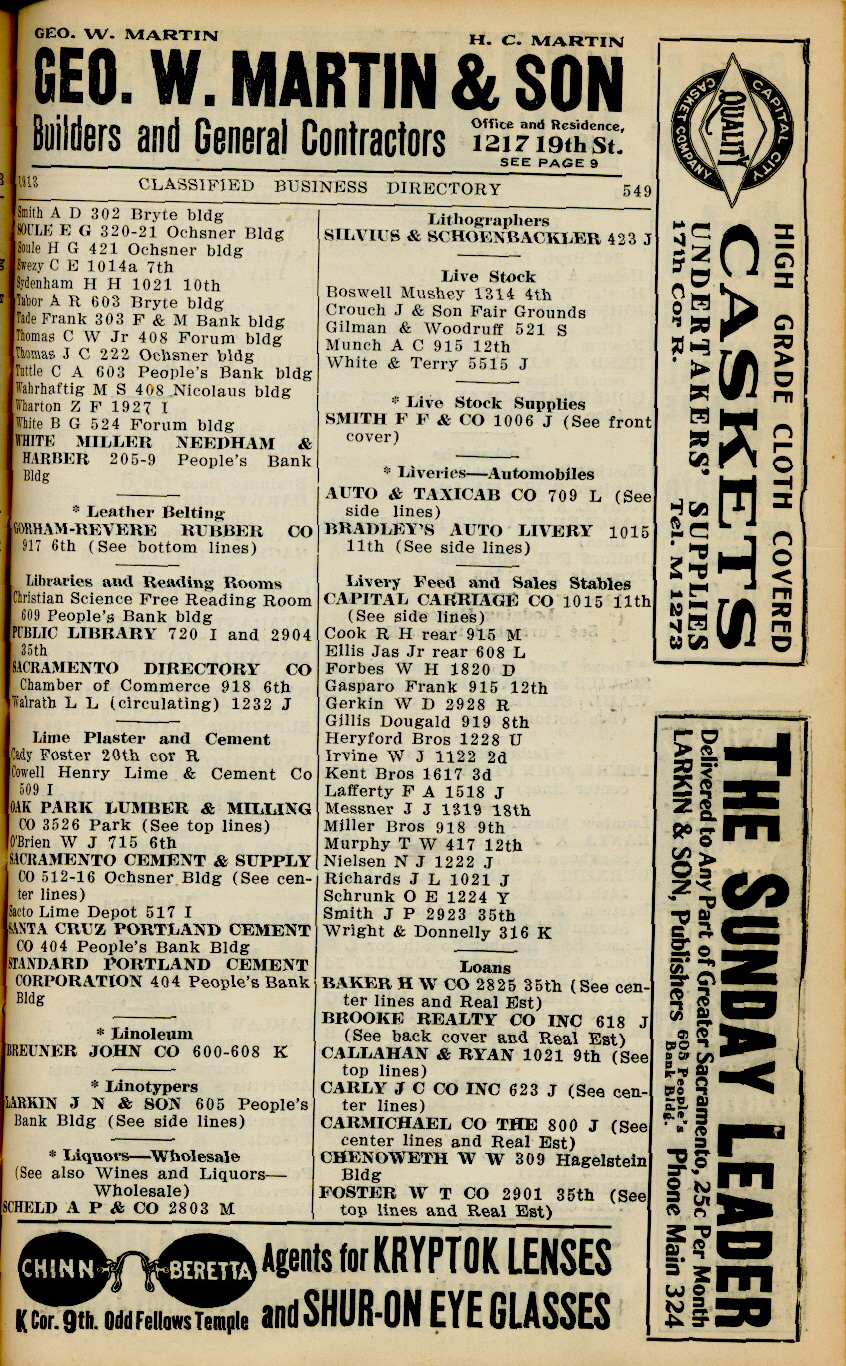 GEO. W. MARTIN H. C. MARTIN
GEO. W. MARTIN & SON
Builders and General Contractors
Office and Residence,
1217 19th St.
SEE PAGE 9
1913 CLASSIFIED BUSINESS DIRECTORY 549
Smith A D 302 Bryte bldg
SOULE E G 320-21 Ochsner Bldg
Soule H G 421 Ochsner bldg
Swezy C E 1014a 7th
Sydenham H H 1021 10th
Tabor A R 603 Bryte bldg
Tade Frank 303 F & M Bank bldg
Thomas C W Jr 408 Forum bldg
Thomas J C 222 Ochsner bldg
Tuttle C A 603 People's Bank bldg
Wahrhaftig M S 408 Nicolaus bldg
Wharton Z F 1927 I
White B G 524 Forum bldg
WHITE MILLER NEEDHAM &
HARBER 205-9 People's Bank
Bldg
* Leather Belting
GORHAM-REVERE RUBBER CO
917 6th (See bottom lines)
Libraries and Reading Rooms
Christian Science Free Reading Room
609 People's Bank bldg
PUBLIC LIBRARY 720 I and 2904
35th
SACRAMENTO DIRECTORY CO
Chamber of Commerce 918 6th
Walrath L L (circulating) 1232 J
Lime Plaster and Cement
Cady Foster 20th cor R
Cowell Henry Lime & Cement Co
509 I
OAK PARK LUMBER & MILLING
CO 3526 Park (See top lines)
O'Brien W J 715 6th
SACRAMENTO CEMENT & SUPPLY
CO 512-16 Ochsner Bldg (See cen-
ter lines)
Sacto Lime Depot 517 I
SANTA CRUZ PORTLAND CEMENT
CO 404 People's Bank Bldg
STANDARD PORTLAND CEMENT
CORPORATION 404 People's Bank
Bldg
* Linoleum
BREUNER JOHN CO 600-608 K
* Linotypers
LARKIN J N & SON 605 People's
Bank Bldg (See side lines)
* Liquors—Wholesale
(See also Wines and Liquors—
Wholesale)
SCHELD A P & CO 2803 M
Lithographers
SILVIUS & SCHOENBACKLER 423 J
Live Stock
Boswell Mushey 1314 4th
Crouch J & Son Fair Grounds
Gilman & Woodruff 521 S
Munch A C 915 12th
White & Terry 5515 J
* Live Stock Supplies
SMITH F F & CO 1006 J (See front
cover)
* Liveries—Automobiles
AUTO & TAXICAB CO 709 L (See
side lines)
BRADLEY'S AUTO LIVERY 1015
11th (See side lines)
Livery Feed and Sales Stables
CAPITAL CARRIAGE CO 1015 11th
(See side lines)
Cook R H rear 915 M
Ellis Jas Jr rear 608 L
Forbes W H 1820 D
Gasparo Frank 915 12th
Gerkin W D 2928 R
Gillis Dougald 919 8th
Heryford Bros 1228 U
Irvine W J 1122 2d
Kent Bros 1617 3d
Lafferty F A 1518 J
Messner J J 1319 18th
Miller Bros 918 9th
Murphy T W 417 12th
Nielsen N J 1222 J
Richards J L 1021 J
Schrunk O E 1224 Y
Smith J P 2923 35th
Wright & Donnelly 316 K
Loans
BAKER H W CO 2825 35th (See cen-
ter lines and Real Est)
BROOKE REALTY CO INC 618 J
(See back cover and Real Est)
CALLAHAN & RYAN 1021 9th (See
top lines)
CARLY J C CO INC 623 J (See cen-
ter lines)
CARMICHAEL CO THE 800 J (See
center lines and Real Est)
CHENOWETH W W 309 Hagelstein
Bldg
FOSTER W T CO 2901 35th (See
top lines and Real Est)
CAPITAL CITY
QUALITY
CASKET COMPANY
HIGH GRADE CLOTH COVERED
CASKETS
UNDERTAKERS' SUPPLIES
17th Cor R. Tel. M 1273
THE SUNDAY LEADER
Delivered to Any Part of Greater Sacramento, 25c Per Month
LARKIN & SON, Publishers 605 People's Bank Bldg. Phone Main 324
CHINN BERETTA
K Cor. 9th. Odd Fellows Temple
Agents for KRYPTOK LENSES
and SHUR-ON EYE GLASSES